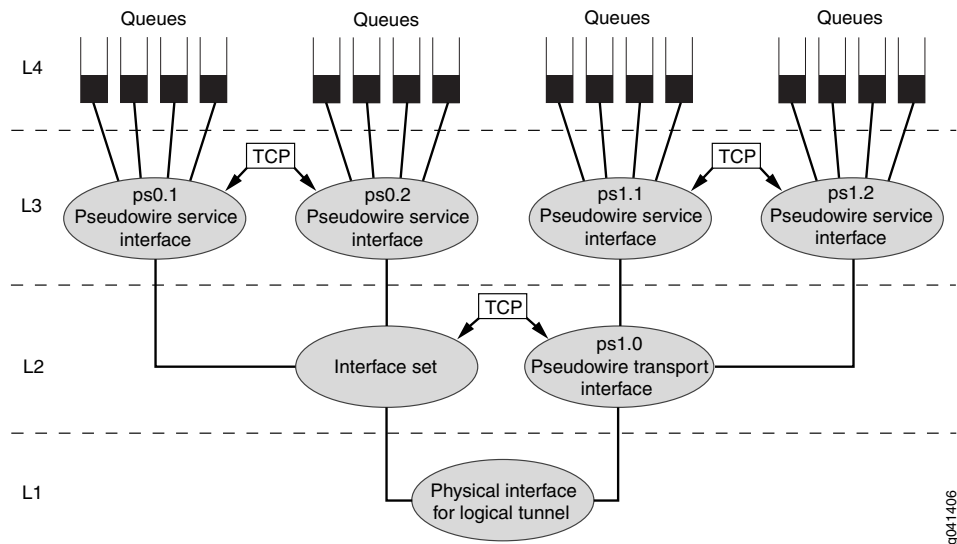 Queues
Queues
Queues
Queues
L4
TCP
TCP
L3
ps0.1
Pseudowire service
interface
ps0.2
Pseudowire service
interface
ps1.1
Pseudowire service
interface
ps1.2
Pseudowire service
interface
TCP
L2
Interface set
ps1.0
Pseudowire transport
interface
L1
Physical interface
for logical tunnel
g041406